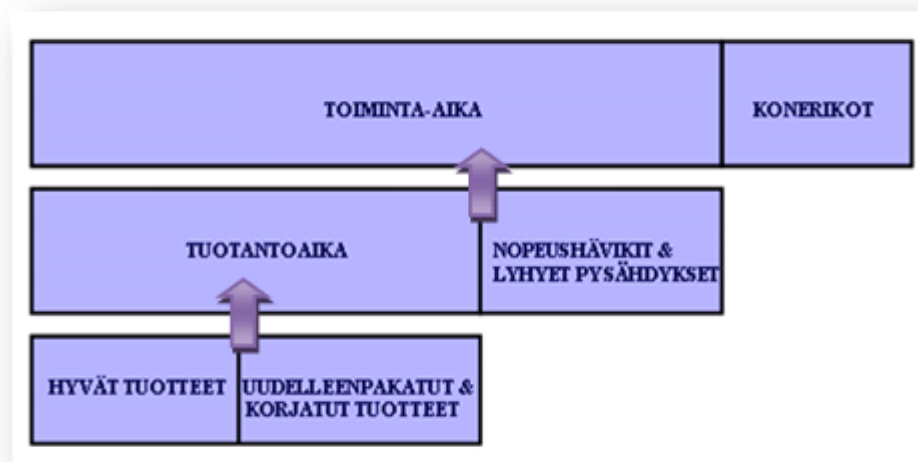 TOIMINTA-AIKA
KONERIKOT
TUOTANTOAIKA
NOPEUSHÄVIKIT &
LYHYET PYSÄHDYKSET
HYVÄT TUOTTEET
UUDELLEENPAKATUT &
KORJATUT TUOTTEET